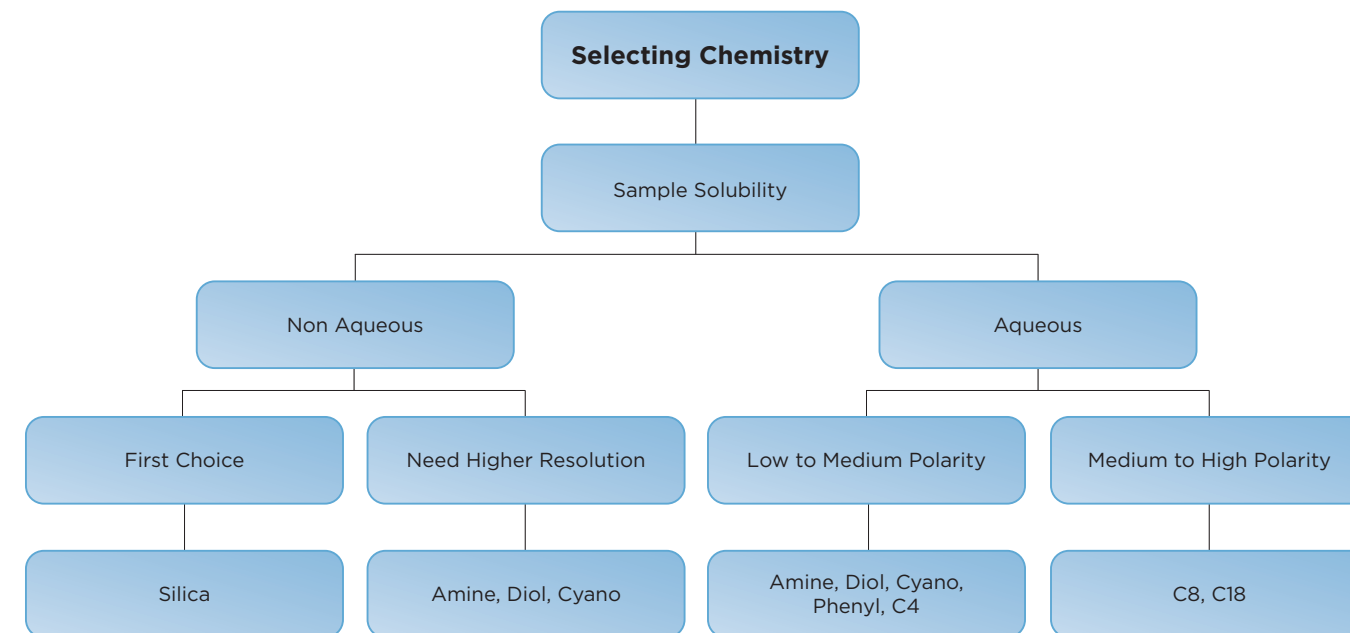 Selecting Chemistry
Sample Solubility
Non Aqueous
Aqueous
First Choice
Need Higher Resolution
Low to Medium Polarity
Medium to High Polarity
Silica
Amine, Diol, Cyano
Amine, Diol, Cyano,
Phenyl, C4
C8, C18